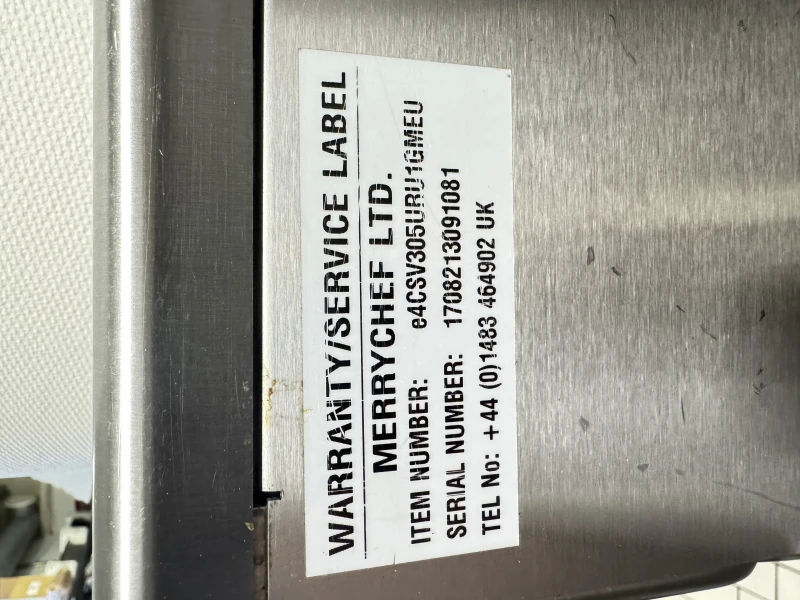 WARRANTY/SERVICE LABEL
MERRYCHEF LTD.
ITEM NUMBER: e4CSV305URU1GMEU
SERIAL NUMBER: 1708213091081
TEL No: +44 (0)1483 464902 UK